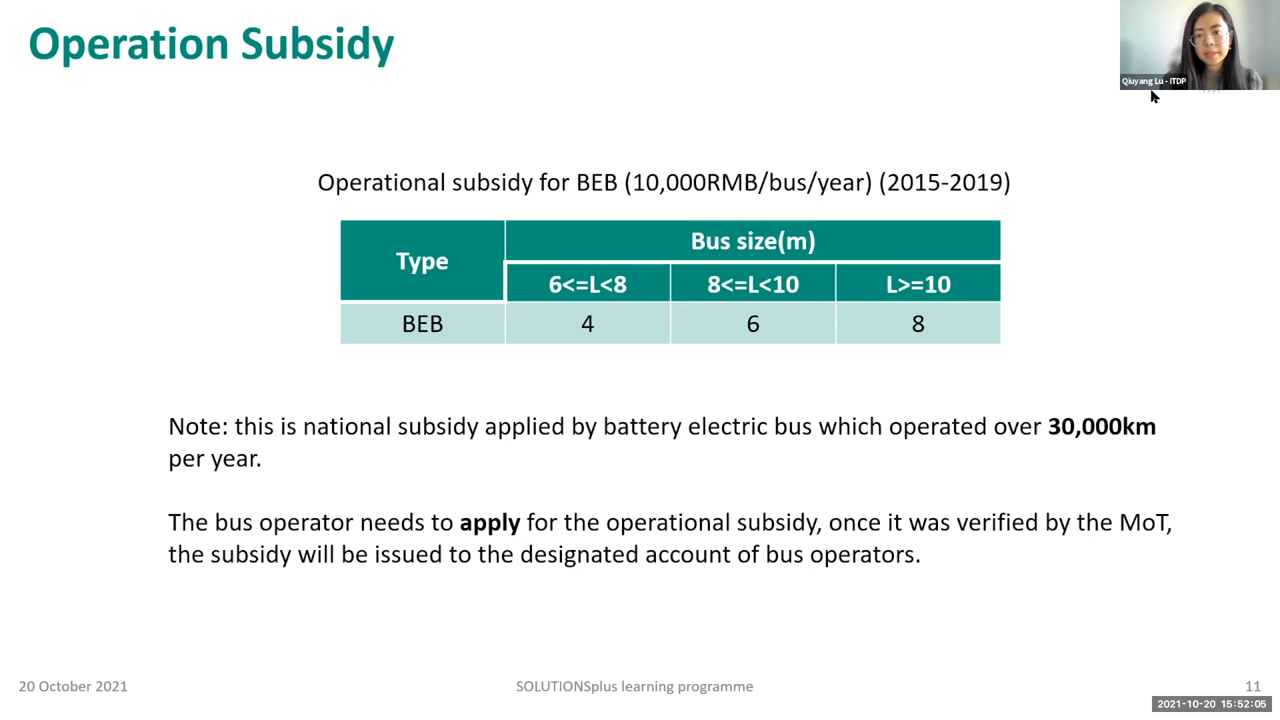 Operation Subsidy
Qiuyang Lu - ITDP
Operational subsidy for BEB (10,000RMB/bus/year) (2015-2019)
Type
Bus size(m)
6<=L<8
8<=L<10
L>=10
BEB
4
6
8
Note: this is national subsidy applied by battery electric bus which operated over 30,000km
per year.
The bus operator needs to apply for the operational subsidy, once it was verified by the MoT,
the subsidy will be issued to the designated account of bus operators.
20 October 2021
SOLUTIONSplus learning programme
11
2021-10-20 15:52:05